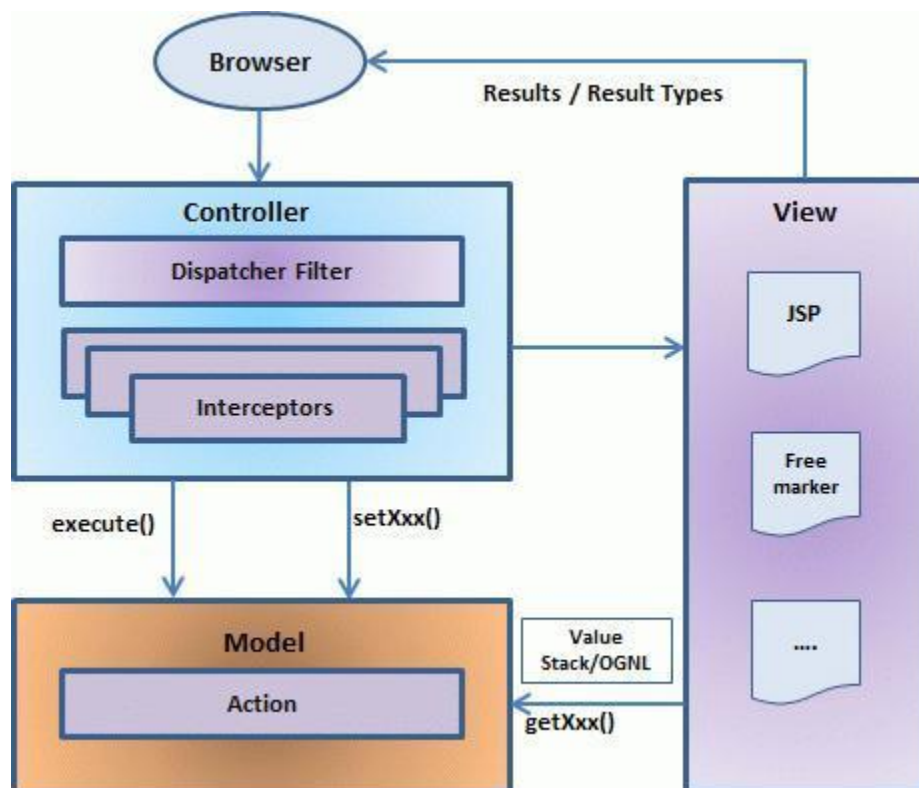 Browser
Results / Result Types
Controller
View
Dispatcher Filter
JSP
Interceptors
Free
marker
execute()
setXxx()
Model
Value
Stack/OGNL
....
Action
getXxx()